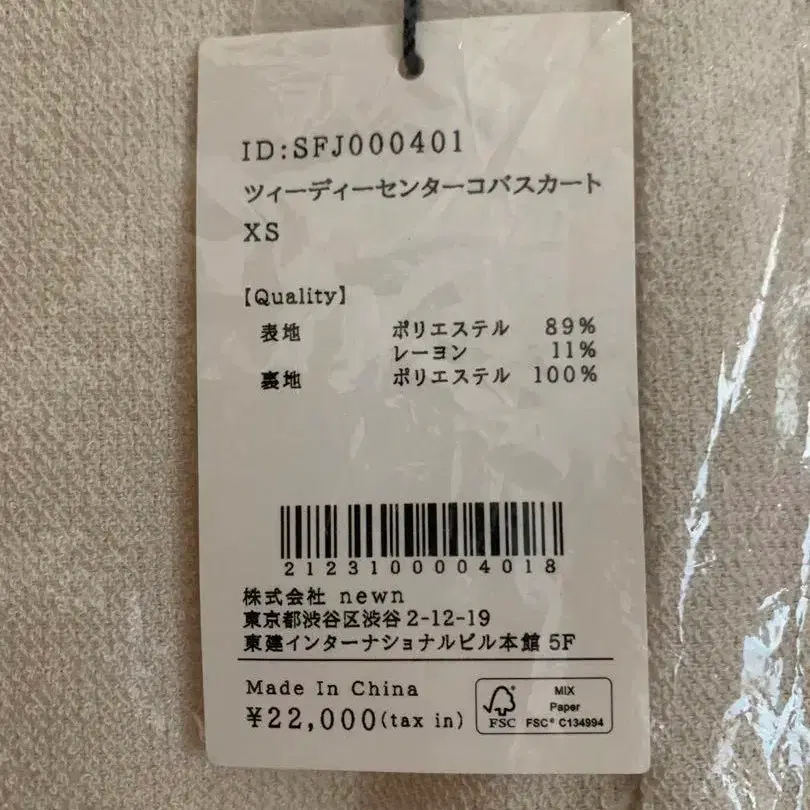 ID:SFJ000401
ツィーディーセンターコバスカート
XS
【Quality】
表地 ポリエステル 89%
レーヨン 11%
裏地 ポリエステル 100%
2123100004018
株式会社 newn
東京都渋谷区渋谷2-12-19
東建インターナショナルビル本館 5F
Made In China
¥22,000(tax in)
FSC
MIX
Paper
FSC® C134994